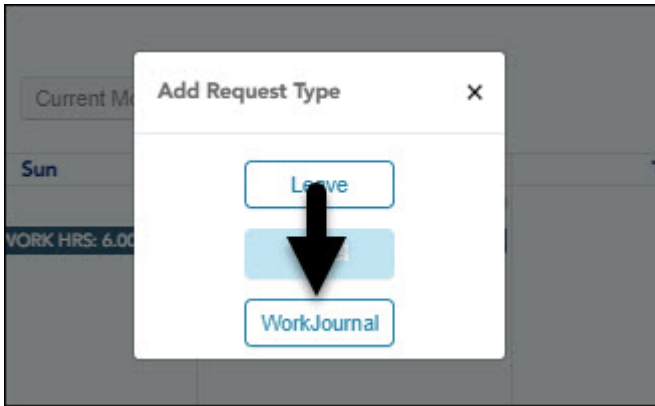 Current Mo
Add Request Type
×
Sun
Leave
WORK HRS: 6.00
WorkJournal